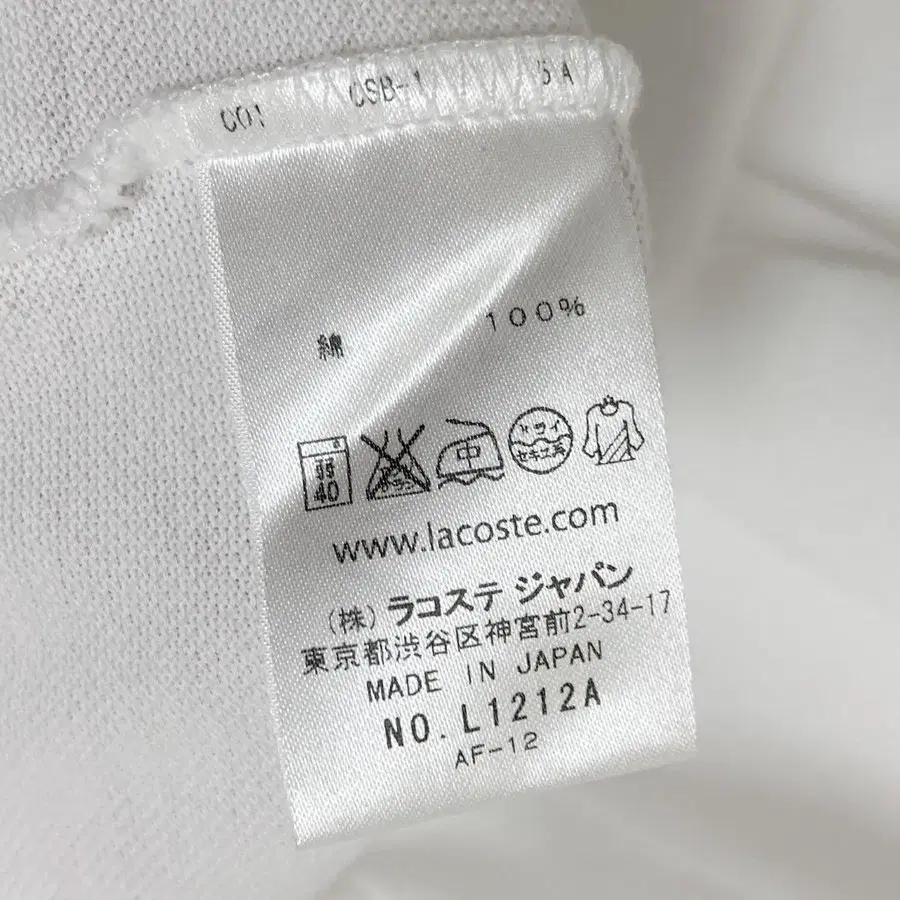 001 CSB-1 5A
綿 100%
40 中 ドライ セキユ系
www.lacoste.com
(株) ラコステ ジャパン
東京都渋谷区神宮前2-34-17
MADE IN JAPAN
NO. L1212A
AF-12